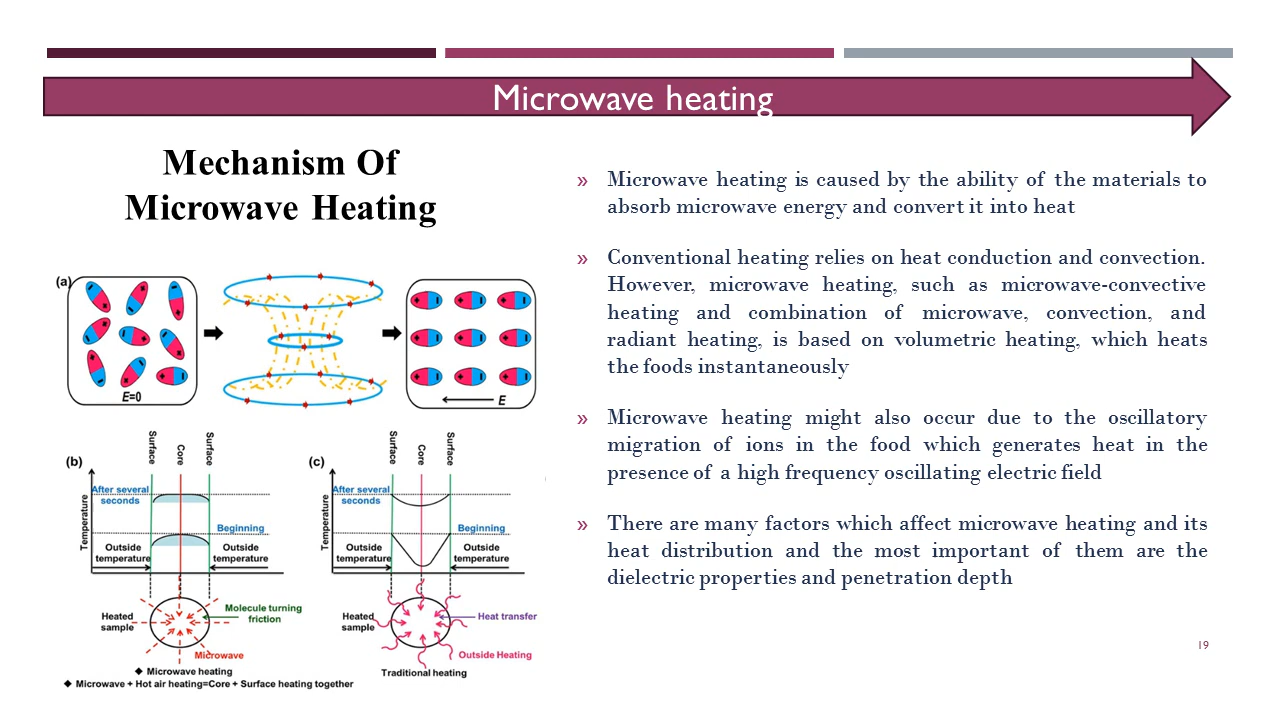 Microwave heating
Mechanism Of
Microwave Heating
» Microwave heating is caused by the ability of the materials to
absorb microwave energy and convert it into heat
» Conventional heating relies on heat conduction and convection.
However, microwave heating, such as microwave-convective
heating and combination of microwave, convection, and
radiant heating, is based on volumetric heating, which heats
the foods instantaneously
» Microwave heating might also occur due to the oscillatory
migration of ions in the food which generates heat in the
presence of a high frequency oscillating electric field
» There are many factors which affect microwave heating and its
heat distribution and the most important of them are the
dielectric properties and penetration depth
(a)
E=0
E
(b)
Surface
Core
Surface
Temperature
After several
seconds
Beginning
Outside
temperature
Outside
temperature
Heated
sample
Molecule turning
friction
Microwave
◆ Microwave heating
◆ Microwave + Hot air heating=Core + Surface heating together
(c)
Surface
Core
Surface
Temperature
After several
seconds
Beginning
Outside
temperature
Outside
temperature
Heated
sample
Heat transfer
Outside Heating
Traditional heating
19